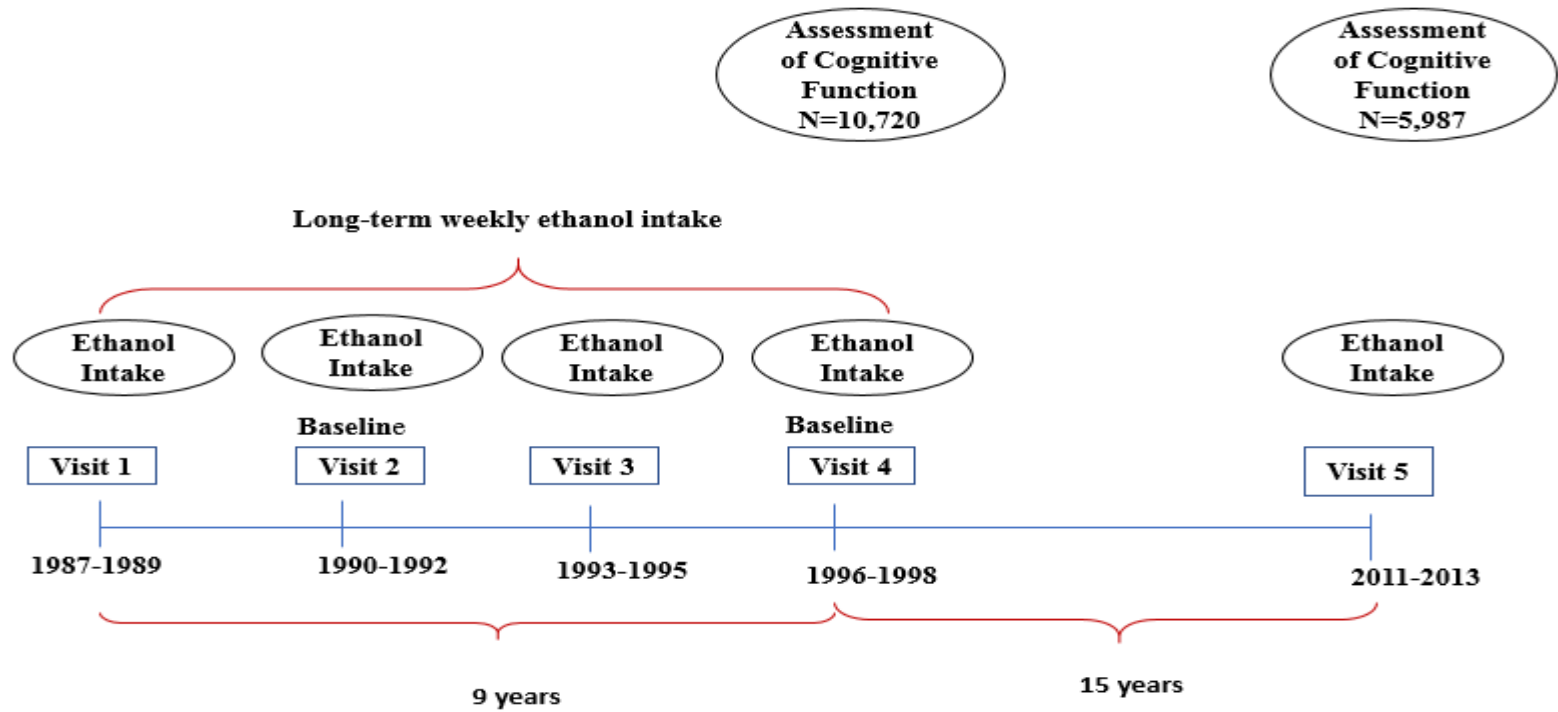 Assessment
of Cognitive
Function
N=10,720
Assessment
of Cognitive
Function
N=5,987
Long-term weekly ethanol intake
Ethanol
Intake
Ethanol
Intake
Ethanol
Intake
Ethanol
Intake
Ethanol
Intake
Baseline
Baseline
Visit 1
Visit 2
Visit 3
Visit 4
Visit 5
1987-1989
1990-1992
1993-1995
1996-1998
2011-2013
9 years
15 years